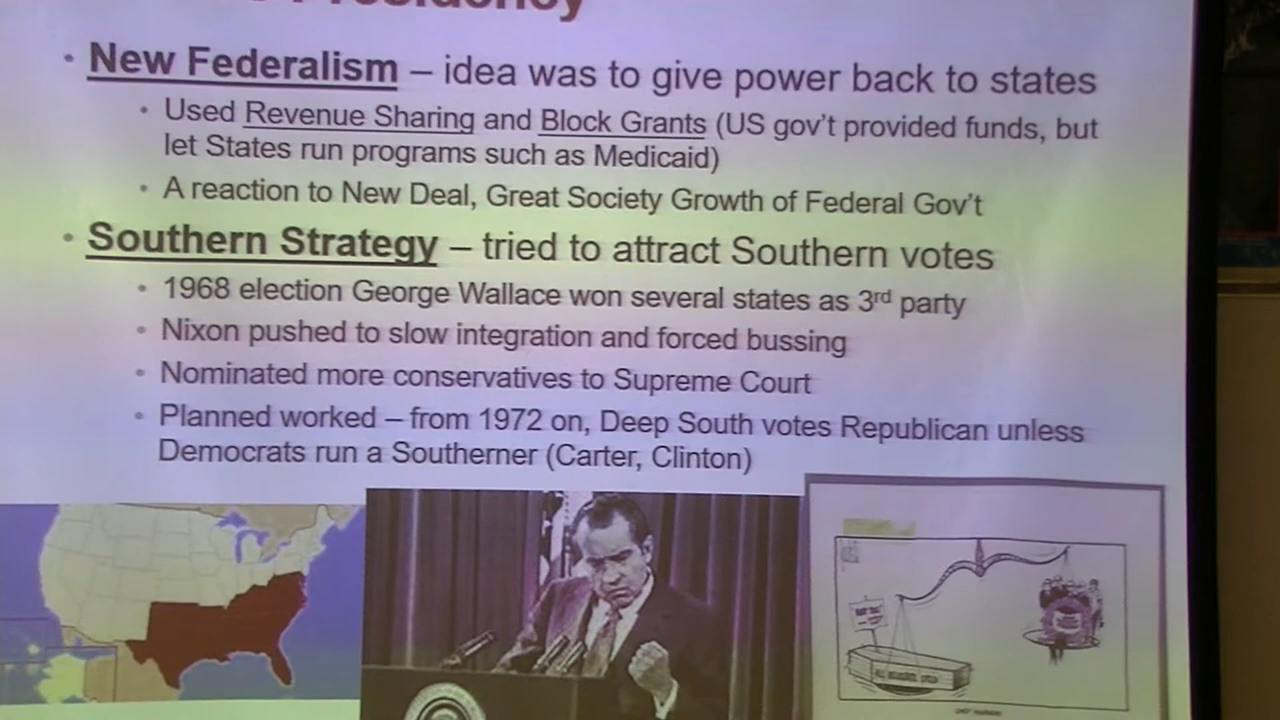 Presidency
• New Federalism – idea was to give power back to states
• Used Revenue Sharing and Block Grants (US gov't provided funds, but
let States run programs such as Medicaid)
• A reaction to New Deal, Great Society Growth of Federal Gov't
• Southern Strategy – tried to attract Southern votes
• 1968 election George Wallace won several states as 3rd party
• Nixon pushed to slow integration and forced bussing
• Nominated more conservatives to Supreme Court
• Planned worked – from 1972 on, Deep South votes Republican unless
Democrats run a Southerner (Carter, Clinton)